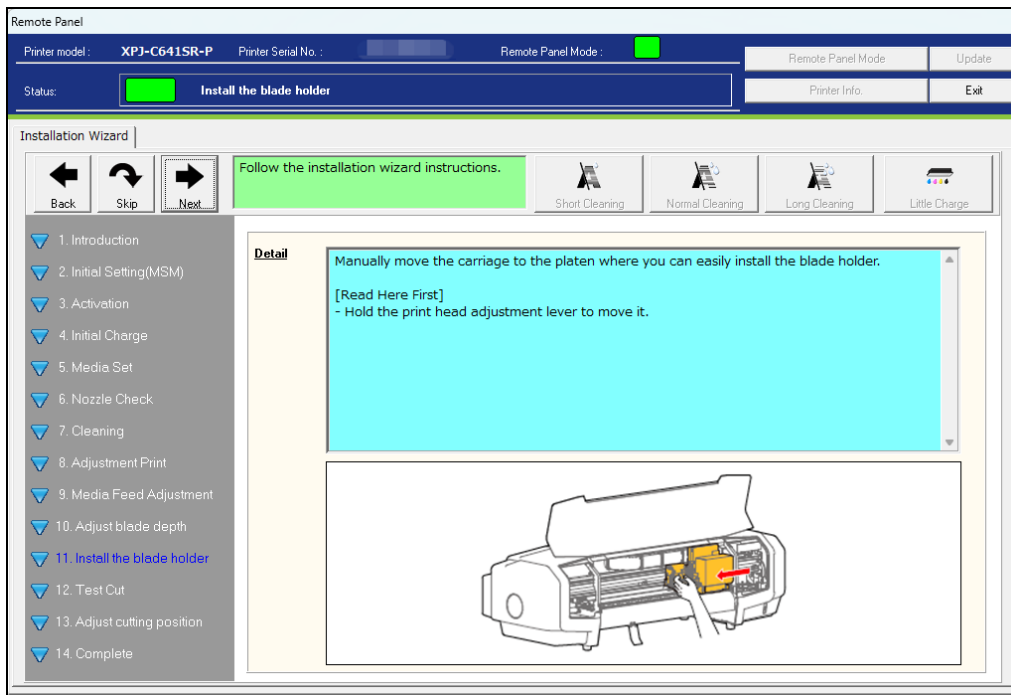 Remote Panel
Printer model : XPJ-C641SR-P Printer Serial No. : Remote Panel Mode :
Remote Panel Mode Update
Status: Install the blade holder
Printer Info. Exit
Installation Wizard
Back Skip Next
Follow the installation wizard instructions.
Short Cleaning Normal Cleaning Long Cleaning Little Charge
1. Introduction
2. Initial Setting(MSM)
3. Activation
4. Initial Charge
5. Media Set
6. Nozzle Check
7. Cleaning
8. Adjustment Print
9. Media Feed Adjustment
10. Adjust blade depth
11. Install the blade holder
12. Test Cut
13. Adjust cutting position
14. Complete
Detail
Manually move the carriage to the platen where you can easily install the blade holder.
[Read Here First]
- Hold the print head adjustment lever to move it.